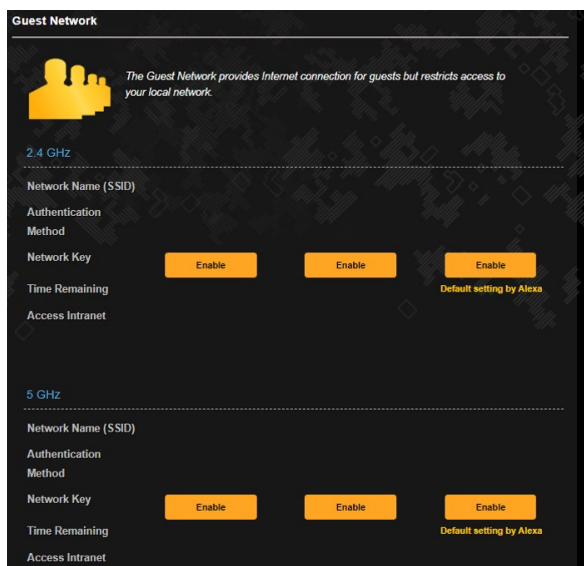 Guest Network
The Guest Network provides Internet connection for guests but restricts access to
your local network.
2.4 GHz
Network Name (SSID)
Authentication
Method
Network Key
Enable Enable Enable
Time Remaining
Default setting by Alexa
Access Intranet
5 GHz
Network Name (SSID)
Authentication
Method
Network Key
Enable Enable Enable
Time Remaining
Default setting by Alexa
Access Intranet